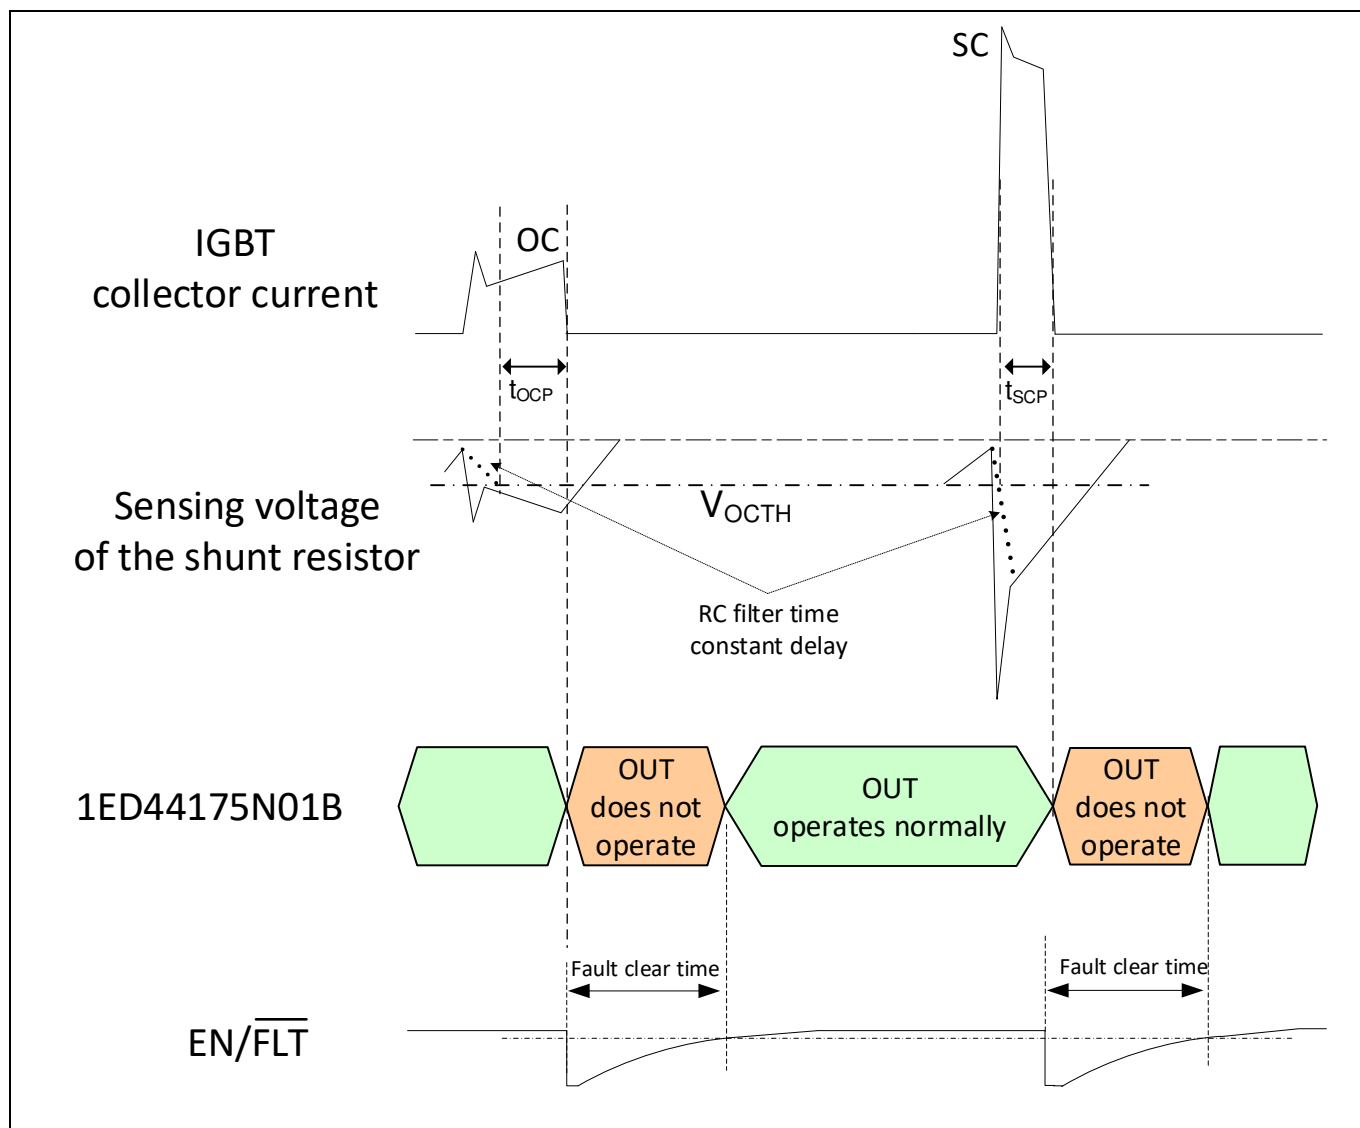 SC
OC
IGBT
collector current
tOCP
tSCP
Sensing voltage
of the shunt resistor
VOCTH
RC filter time
constant delay
1ED44175N01B
OUT
does not
operate
OUT
operates normally
OUT
does not
operate
Fault clear time
Fault clear time
EN/F̅L̅T̅